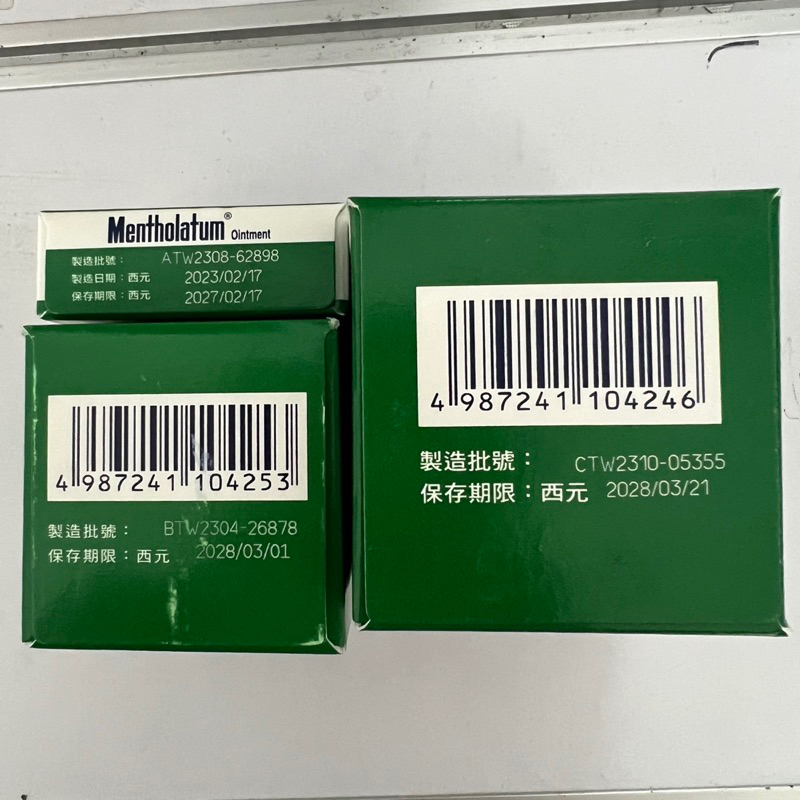 Mentholatum® Ointment
製造批號： ATW2308-62898
製造日期：西元 2023/02/17
保存期限：西元 2027/02/17
4 987241 104253
製造批號： BTW2304-26878
保存期限：西元 2028/03/01
4 987241 104246
製造批號： CTW2310-05355
保存期限：西元 2028/03/21